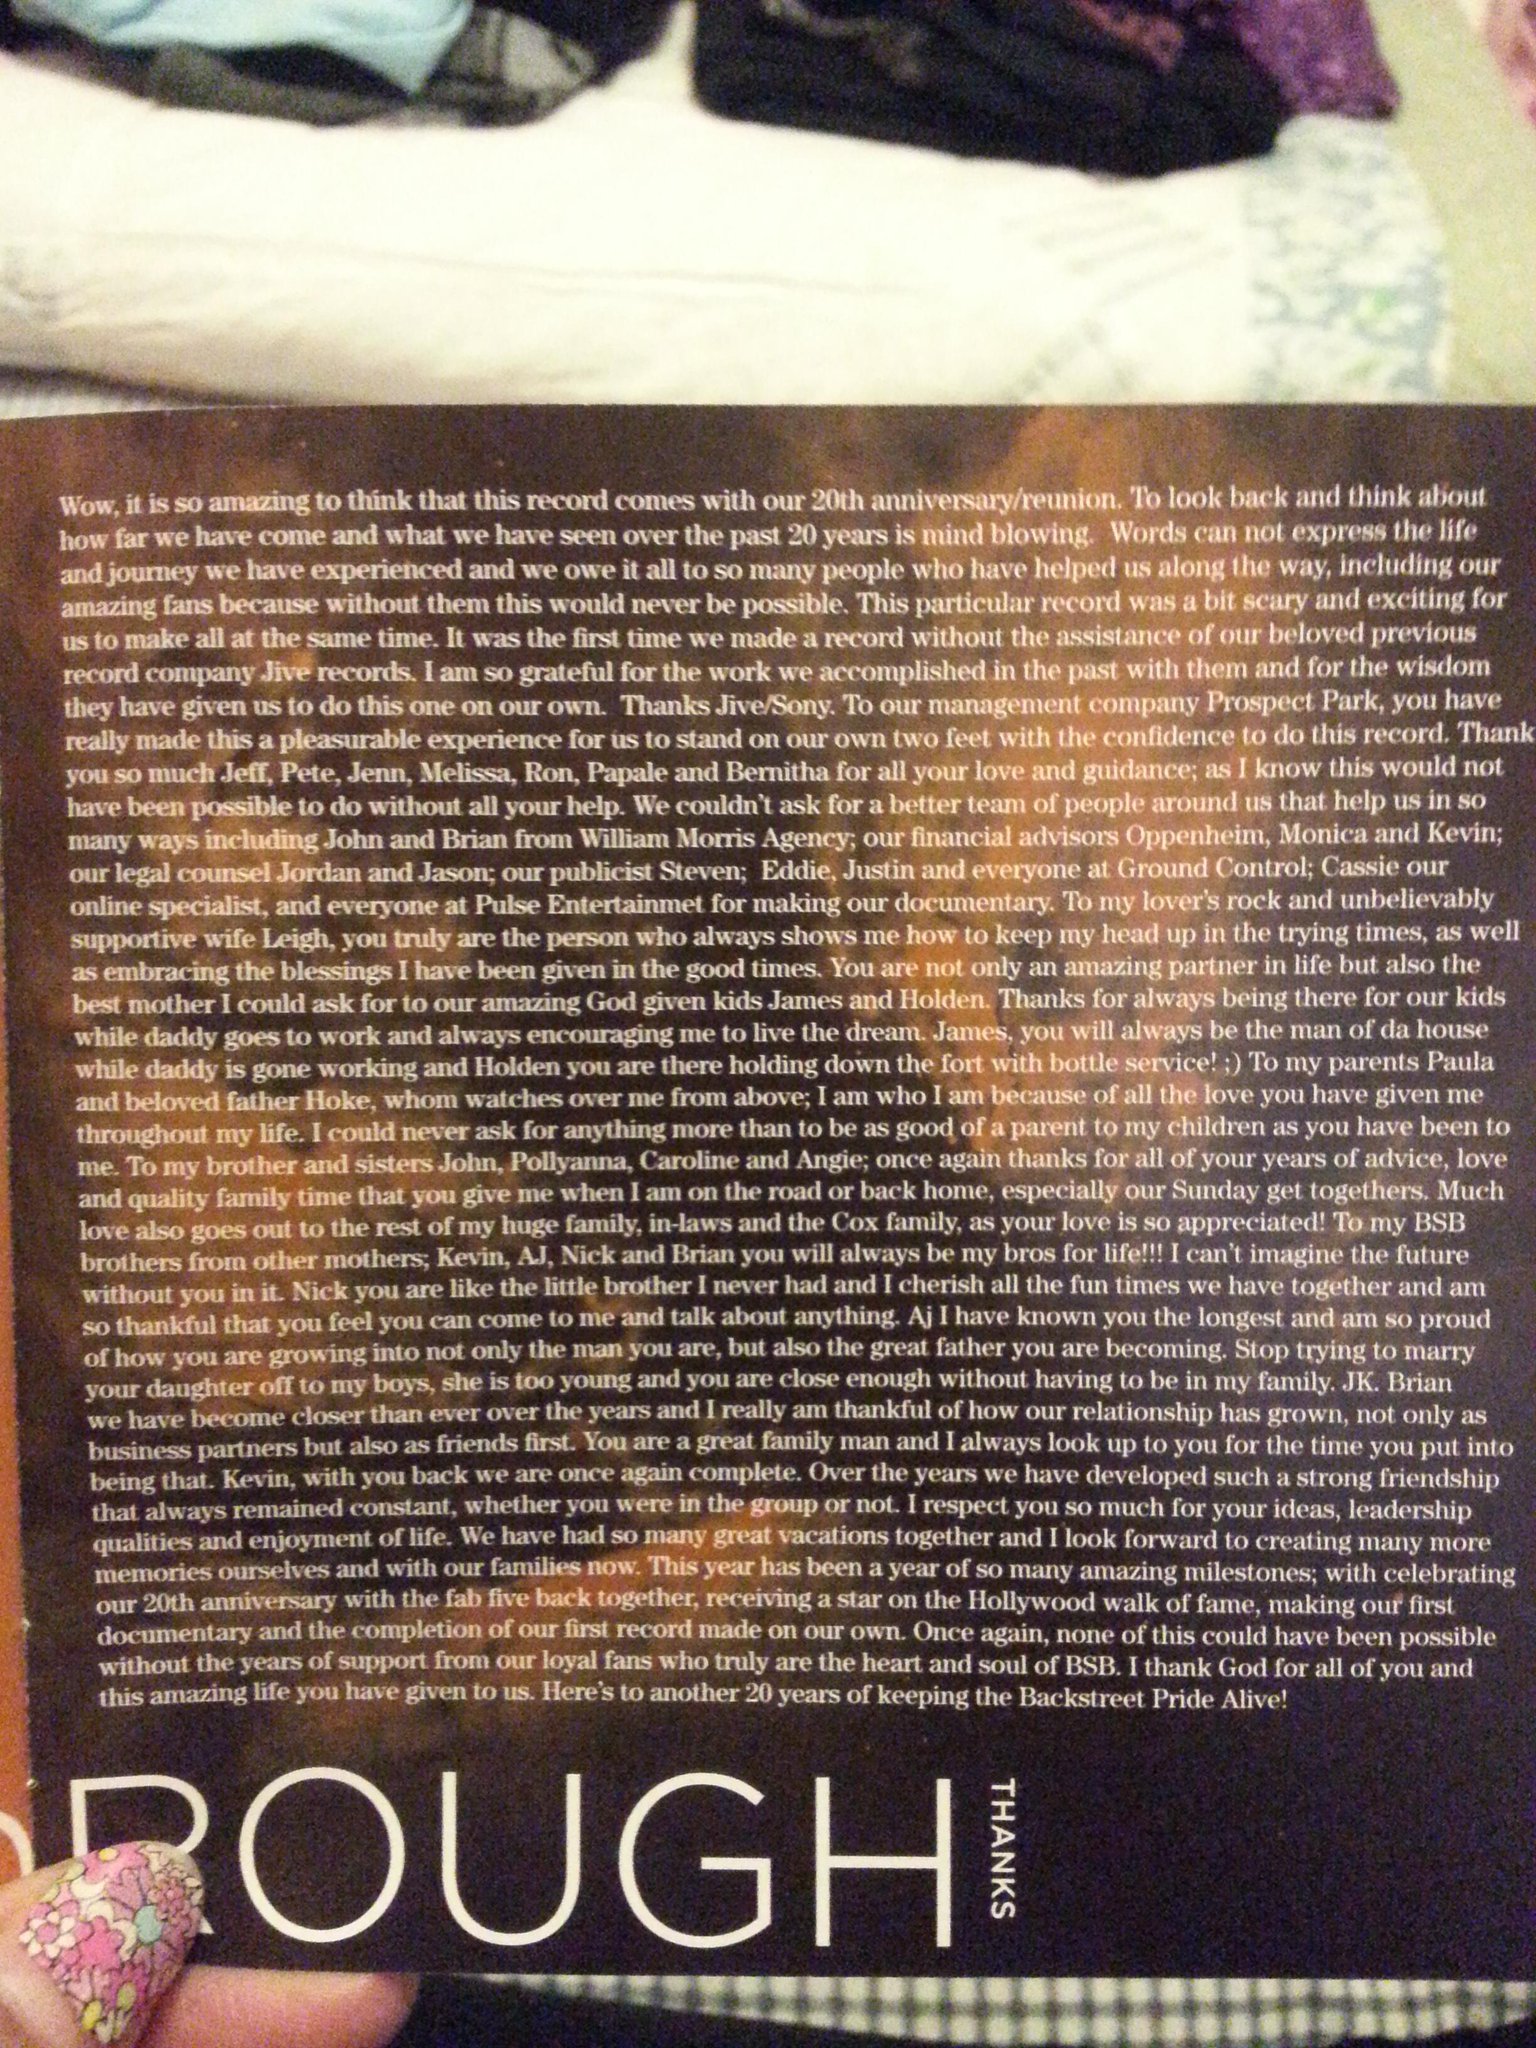 Wow, it is so amazing to think that this record comes with our 20th anniversary/reunion. To look back and think about
how far we have come and what we have seen over the past 20 years is mind blowing.  Words can not express the life
and journey we have experienced and we owe it all to so many people who have helped us along the way, including our
amazing fans because without them this would never be possible. This particular record was a bit scary and exciting for
us to make all at the same time. It was the first time we made a record without the assistance of our beloved previous
record company Jive records. I am so grateful for the work we accomplished in the past with them and for the wisdom
they have given us to do this one on our own.  Thanks Jive/Sony. To our management company Prospect Park, you have
really made this a pleasurable experience for us to stand on our own two feet with the confidence to do this record. Thank
you so much Jeff, Pete, Jenn, Melissa, Ron, Papale and Bernitha for all your love and guidance; as I know this would not
have been possible to do without all your help. We couldn't ask for a better team of people around us that help us in so
many ways including John and Brian from William Morris Agency; our financial advisors Oppenheim, Monica and Kevin;
our legal counsel Jordan and Jason; our publicist Steven;  Eddie, Justin and everyone at Ground Control; Cassie our
online specialist, and everyone at Pulse Entertainmet for making our documentary. To my lover's rock and unbelievably
supportive wife Leigh, you truly are the person who always shows me how to keep my head up in the trying times, as well
as embracing the blessings I have been given in the good times. You are not only an amazing partner in life but also the
best mother I could ask for to our amazing God given kids James and Holden. Thanks for always being there for our kids
while daddy goes to work and always encouraging me to live the dream. James, you will always be the man of da house
while daddy is gone working and Holden you are there holding down the fort with bottle service! ;) To my parents Paula
and beloved father Hoke, whom watches over me from above; I am who I am because of all the love you have given me
throughout my life. I could never ask for anything more than to be as good of a parent to my children as you have been to
me. To my brother and sisters John, Pollyanna, Caroline and Angie; once again thanks for all of your years of advice, love
and quality family time that you give me when I am on the road or back home, especially our Sunday get togethers. Much
love also goes out to the rest of my huge family, in-laws and the Cox family, as your love is so appreciated! To my BSB
brothers from other mothers; Kevin, AJ, Nick and Brian you will always be my bros for life!!! I can't imagine the future
without you in it. Nick you are like the little brother I never had and I cherish all the fun times we have together and am
so thankful that you feel you can come to me and talk about anything. Aj I have known you the longest and am so proud
of how you are growing into not only the man you are, but also the great father you are becoming. Stop trying to marry
your daughter off to my boys, she is too young and you are close enough without having to be in my family. JK. Brian
we have become closer than ever over the years and I really am thankful of how our relationship has grown, not only as
business partners but also as friends first. You are a great family man and I always look up to you for the time you put into
being that. Kevin, with you back we are once again complete. Over the years we have developed such a strong friendship
that always remained constant, whether you were in the group or not. I respect you so much for your ideas, leadership
qualities and enjoyment of life. We have had so many great vacations together and I look forward to creating many more
memories ourselves and with our families now. This year has been a year of so many amazing milestones; with celebrating
our 20th anniversary with the fab five back together, receiving a star on the Hollywood walk of fame, making our first
documentary and the completion of our first record made on our own. Once again, none of this could have been possible
without the years of support from our loyal fans who truly are the heart and soul of BSB. I thank God for all of you and
this amazing life you have given to us. Here's to another 20 years of keeping the Backstreet Pride Alive!
ROUGH
THANKS